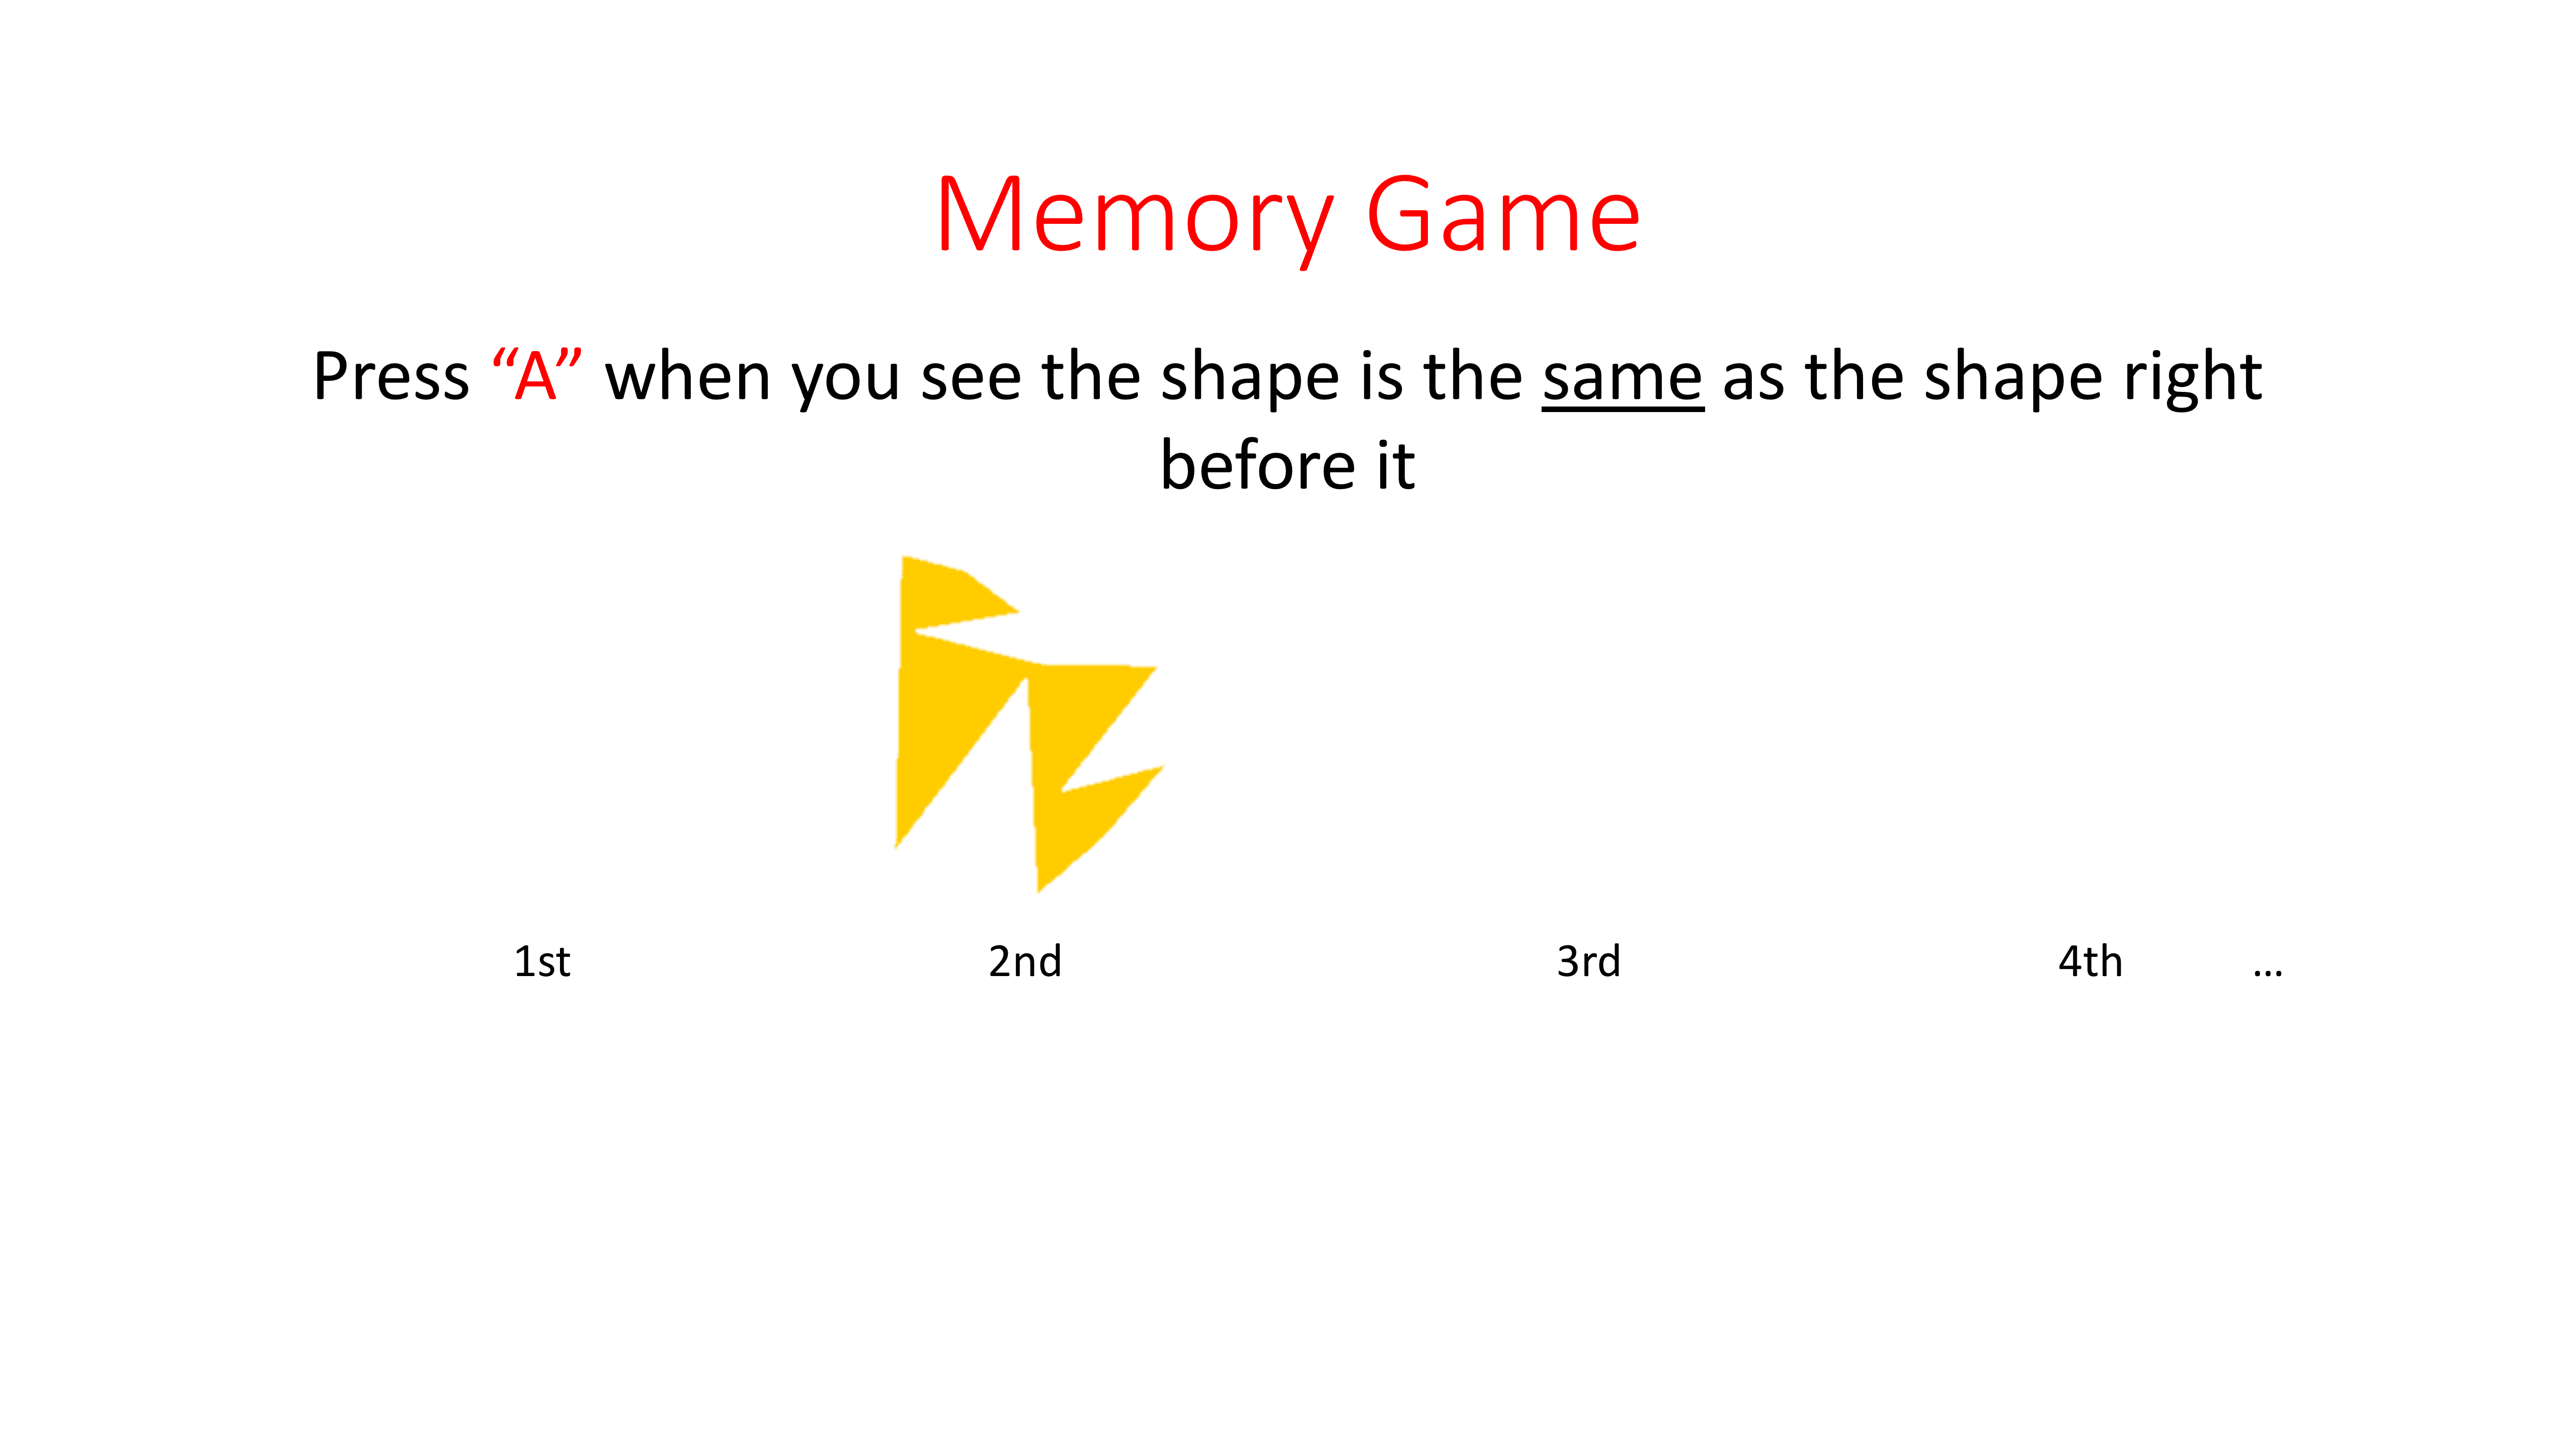 Memory Game
Press “A” when you see the shape is the same as the shape right
before it
1st 2nd 3rd 4th ...